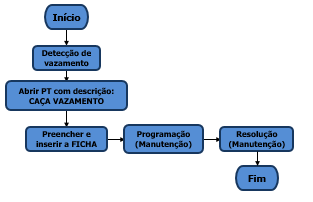 Início
Detecção de
vazamento
Abrir PT com descrição:
CAÇA VAZAMENTO
Preencher e
inserir a FICHA
Programação
(Manutenção)
Resolução
(Manutenção)
Fim